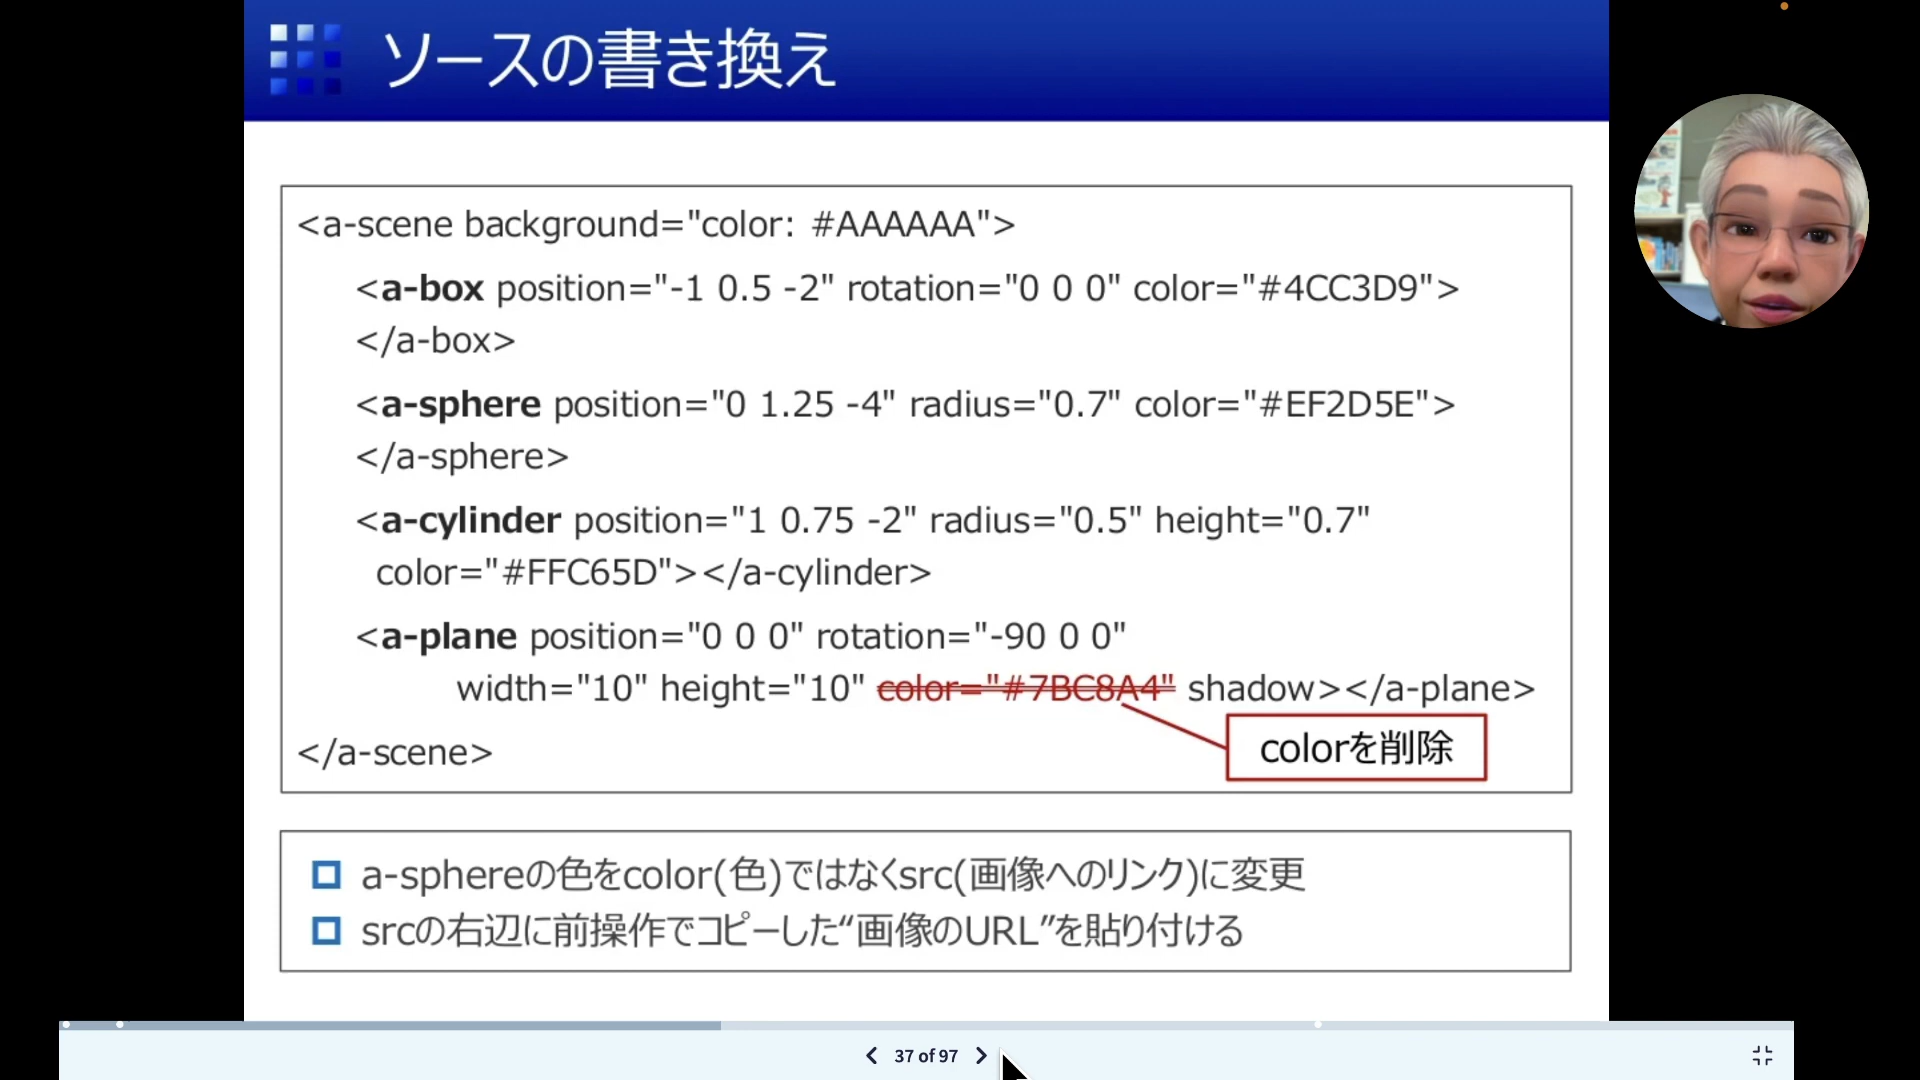 ソースの書き換え
<a-scene background="color: #AAAAAA">
<a-box position="-1 0.5 -2" rotation="0 0 0" color="#4CC3D9">
</a-box>
<a-sphere position="0 1.25 -4" radius="0.7" color="#EF2D5E">
</a-sphere>
<a-cylinder position="1 0.75 -2" radius="0.5" height="0.7"
color="#FFC65D"></a-cylinder>
<a-plane position="0 0 0" rotation="-90 0 0"
width="10" height="10" color="#7BC8A4" shadow></a-plane>
colorを削除
</a-scene>
a-sphereの色をcolor(色)ではなくsrc(画像へのリンク)に変更
srcの右辺に前操作でコピーした“画像のURL”を貼り付ける
37 of 97